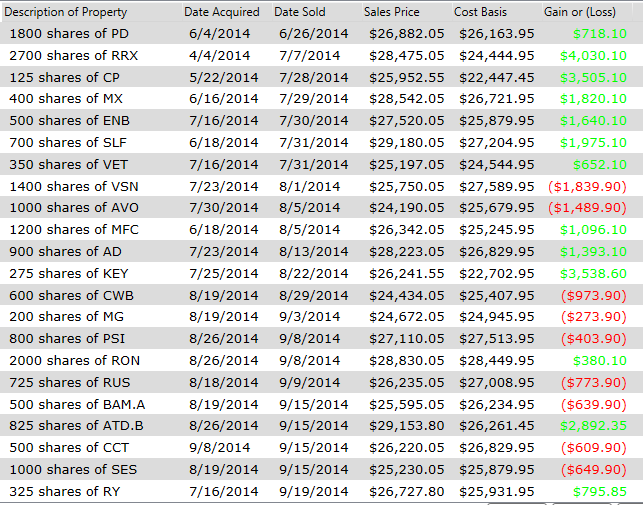 Description of Property Date Acquired Date Sold Sales Price Cost Basis Gain or (Loss)
1800 shares of PD 6/4/2014 6/26/2014 $26,882.05 $26,163.95 $718.10
2700 shares of RRX 4/4/2014 7/7/2014 $28,475.05 $24,444.95 $4,030.10
125 shares of CP 5/22/2014 7/28/2014 $25,952.55 $22,447.45 $3,505.10
400 shares of MX 6/16/2014 7/29/2014 $28,542.05 $26,721.95 $1,820.10
500 shares of ENB 7/16/2014 7/30/2014 $27,520.05 $25,879.95 $1,640.10
700 shares of SLF 6/18/2014 7/31/2014 $29,180.05 $27,204.95 $1,975.10
350 shares of VET 7/16/2014 7/31/2014 $25,197.05 $24,544.95 $652.10
1400 shares of VSN 7/23/2014 8/1/2014 $25,750.05 $27,589.95 ($1,839.90)
1000 shares of AVO 7/30/2014 8/5/2014 $24,190.05 $25,679.95 ($1,489.90)
1200 shares of MFC 6/18/2014 8/5/2014 $26,342.05 $25,245.95 $1,096.10
900 shares of AD 7/23/2014 8/13/2014 $28,223.05 $26,829.95 $1,393.10
275 shares of KEY 7/25/2014 8/22/2014 $26,241.55 $22,702.95 $3,538.60
600 shares of CWB 8/19/2014 8/29/2014 $24,434.05 $25,407.95 ($973.90)
200 shares of MG 8/19/2014 9/3/2014 $24,672.05 $24,945.95 ($273.90)
800 shares of PSI 8/26/2014 9/8/2014 $27,110.05 $27,513.95 ($403.90)
2000 shares of RON 8/26/2014 9/8/2014 $28,830.05 $28,449.95 $380.10
725 shares of RUS 8/18/2014 9/9/2014 $26,235.05 $27,008.95 ($773.90)
500 shares of BAM.A 8/19/2014 9/15/2014 $25,595.05 $26,234.95 ($639.90)
825 shares of ATD.B 8/26/2014 9/15/2014 $29,153.80 $26,261.45 $2,892.35
500 shares of CCT 9/8/2014 9/15/2014 $26,220.05 $26,829.95 ($609.90)
1000 shares of SES 8/19/2014 9/15/2014 $25,230.05 $25,879.95 ($649.90)
325 shares of RY 7/16/2014 9/19/2014 $26,727.80 $25,931.95 $795.85